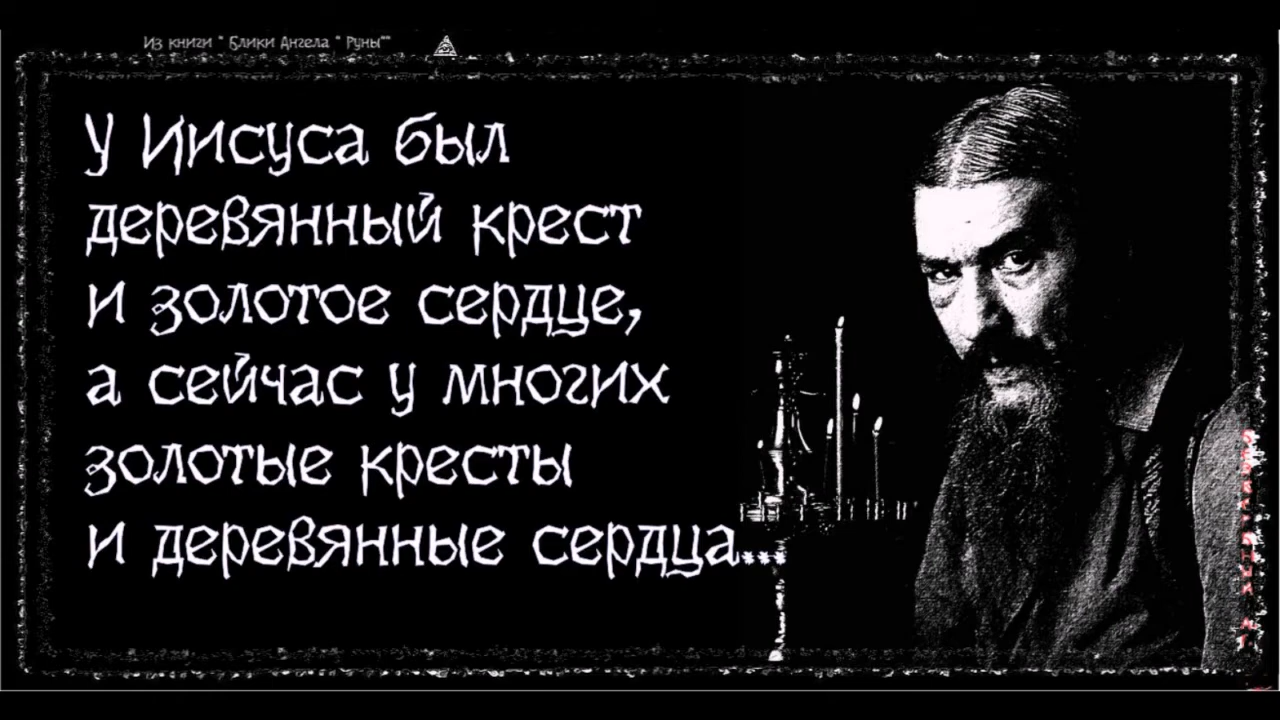 Из книги " Блики Ангела " Руны""
У Иисуса был
деревянный крест
и золотое сердце,
а сейчас у многих
золотые кресты
и деревянные сердца...